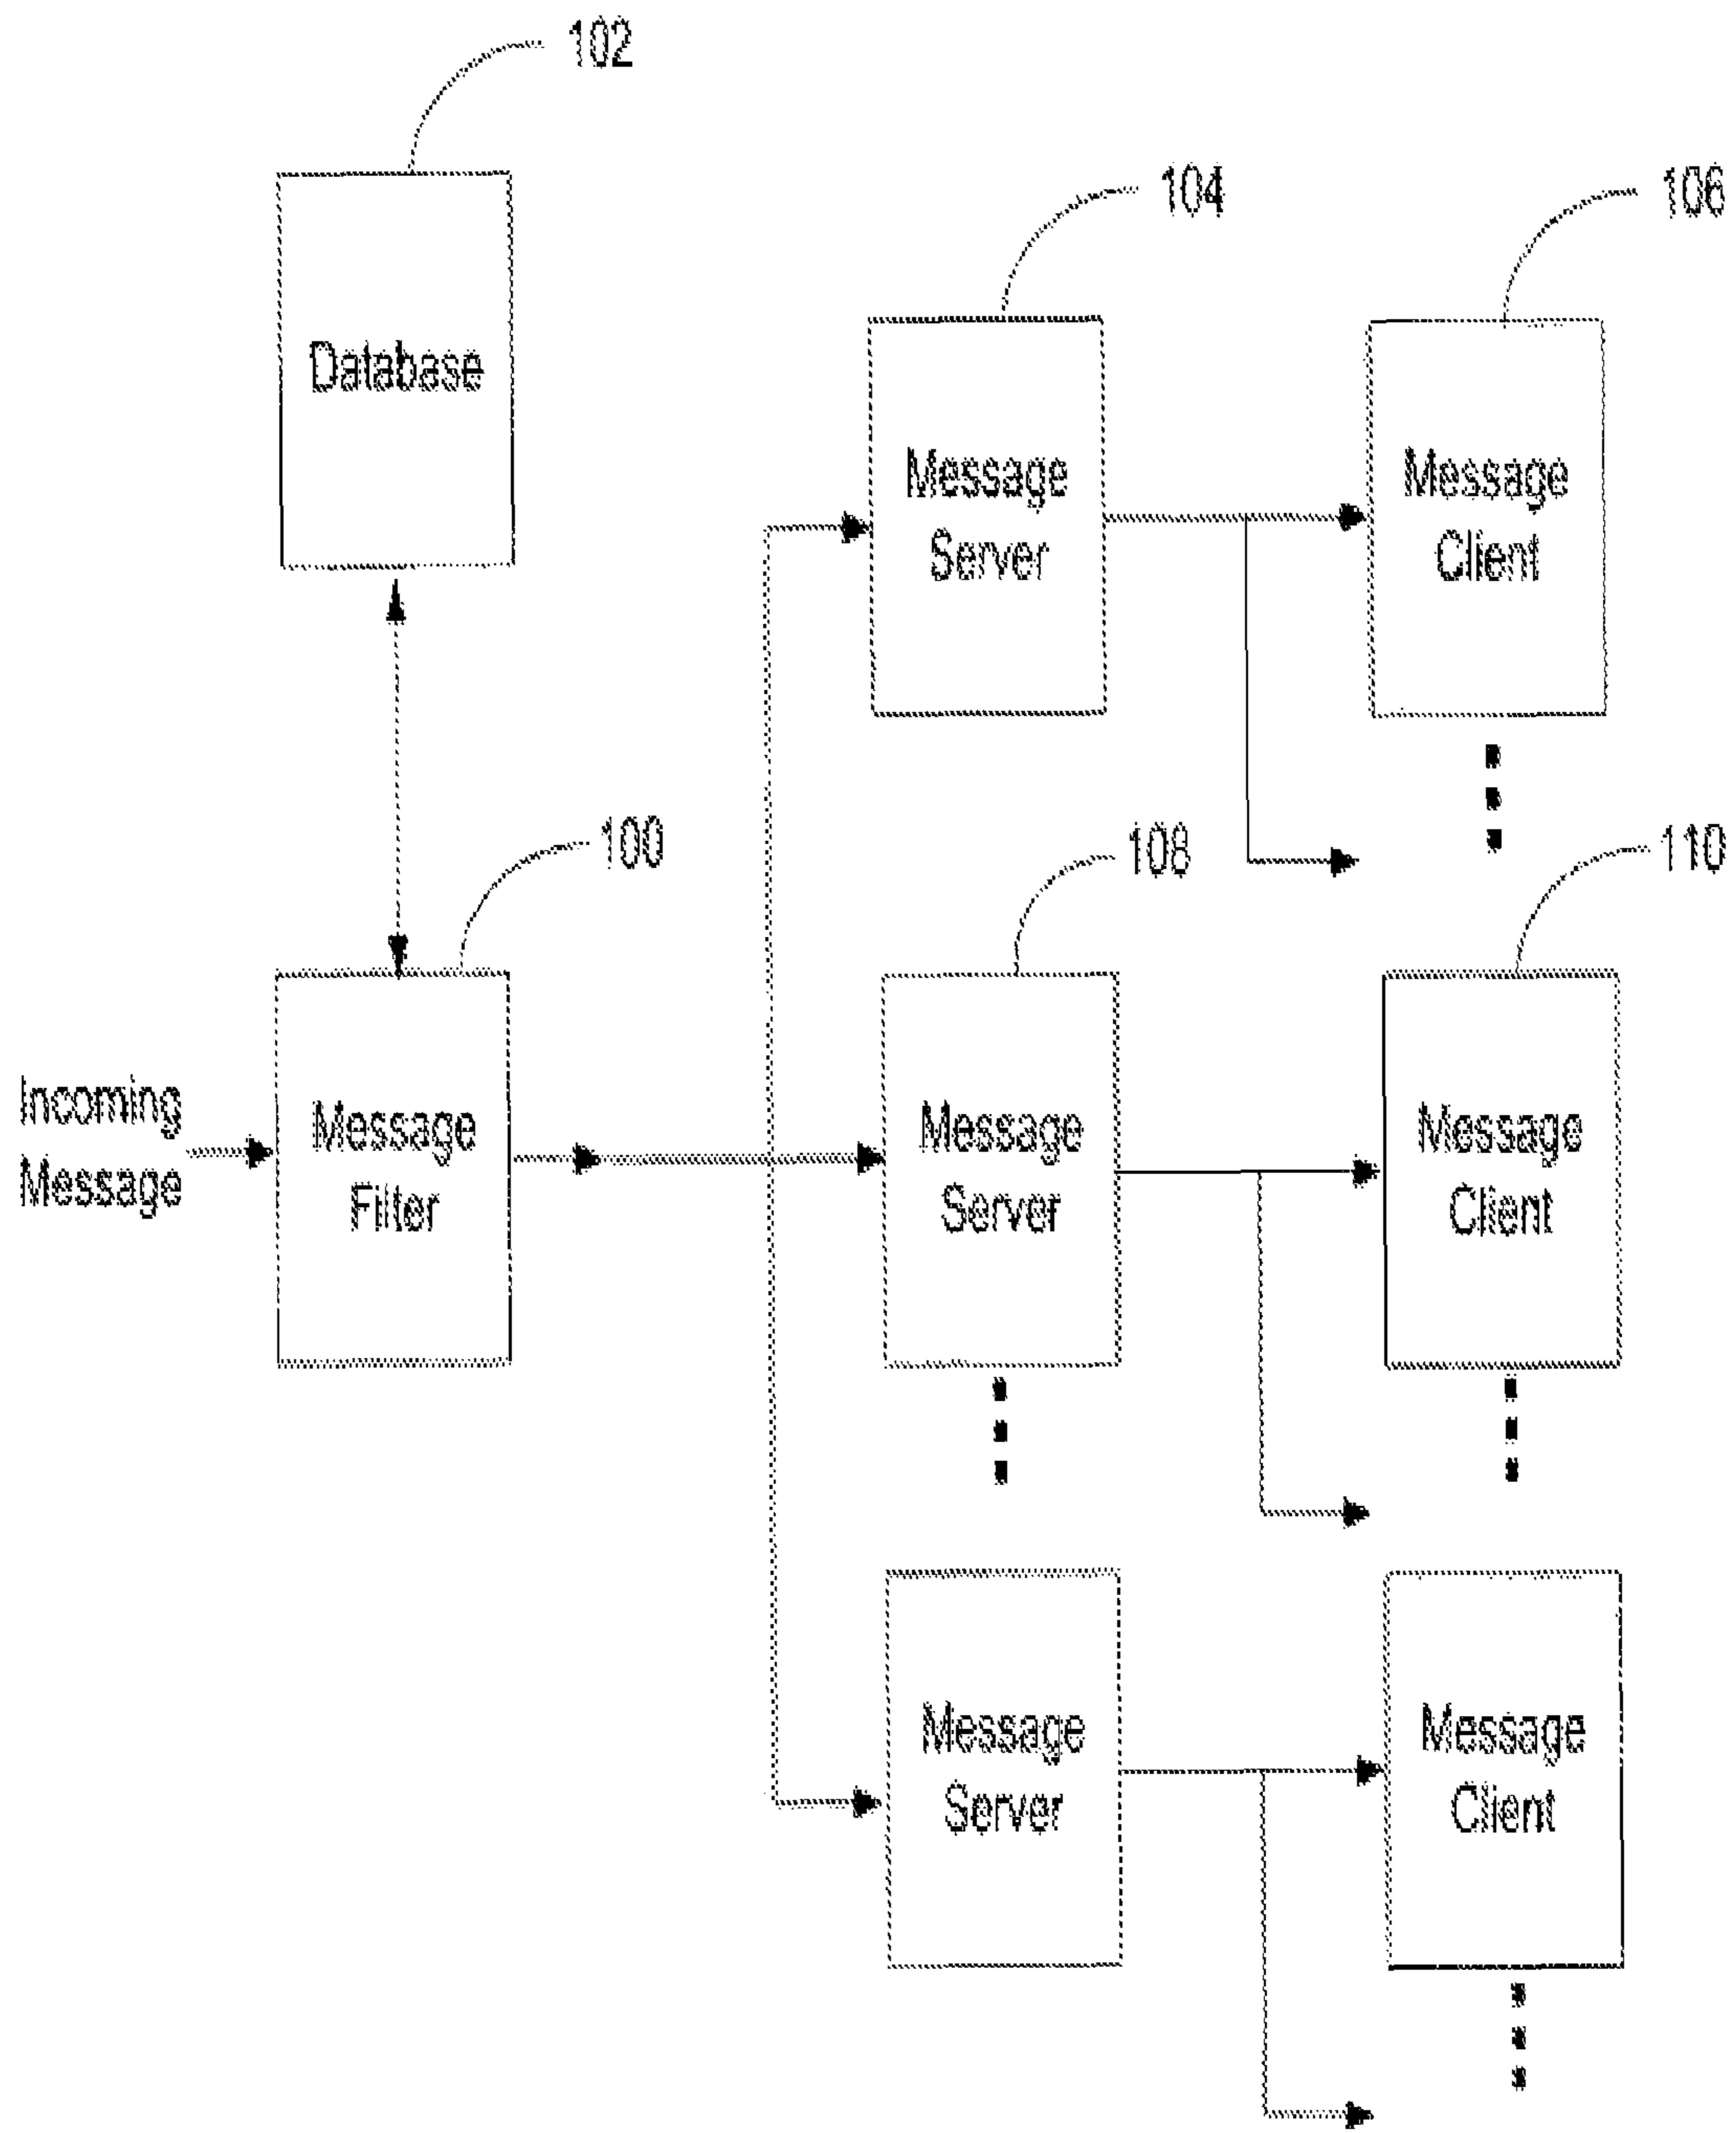 102
Database
104
106
Message
Server
Message
Client
100
108
110
Incoming
Message
Message
Filter
Message
Server
Message
Client
Message
Server
Message
Client